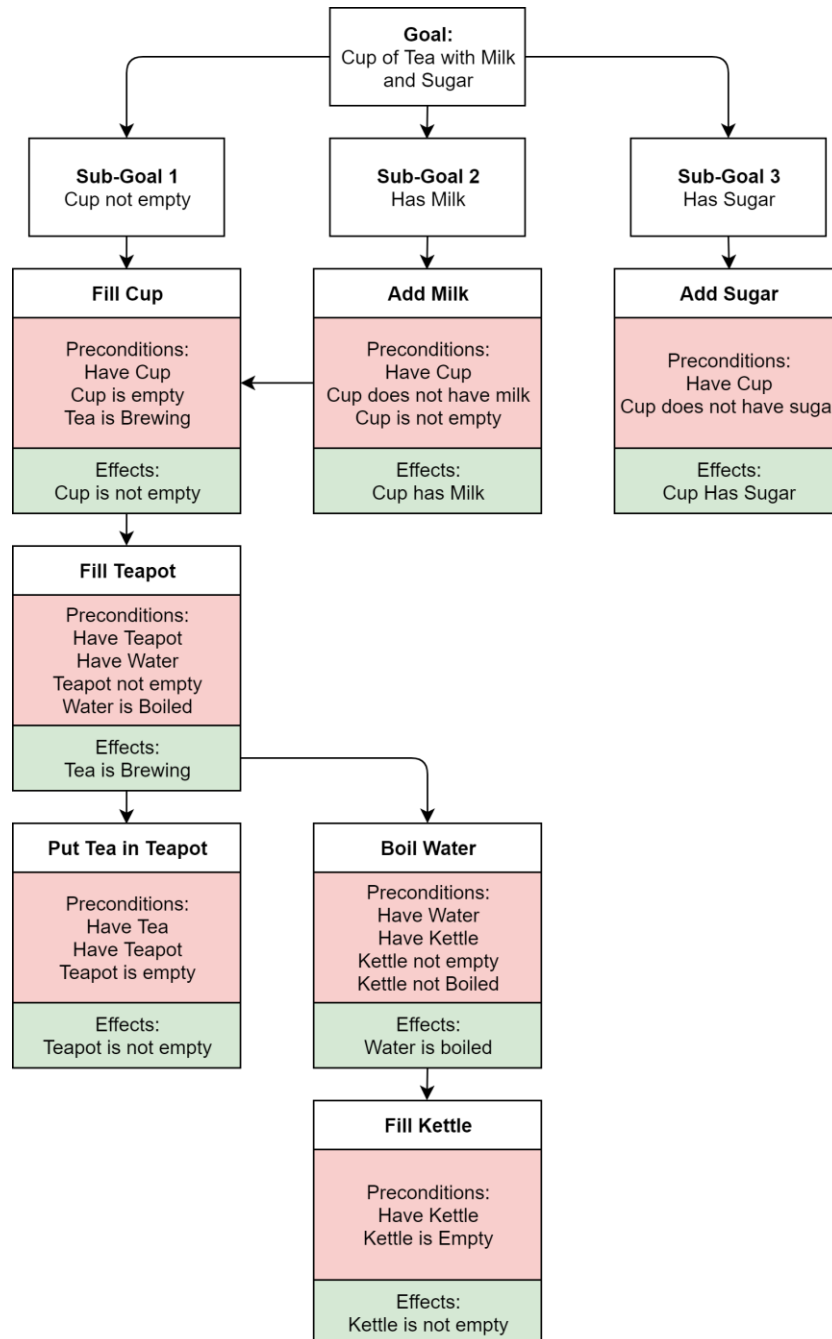 Goal:
Cup of Tea with Milk
and Sugar
Sub-Goal 1
Cup not empty
Sub-Goal 2
Has Milk
Sub-Goal 3
Has Sugar
Fill Cup
Preconditions:
Have Cup
Cup is empty
Tea is Brewing
Effects:
Cup is not empty
Add Milk
Preconditions:
Have Cup
Cup does not have milk
Cup is not empty
Effects:
Cup has Milk
Add Sugar
Preconditions:
Have Cup
Cup does not have suga
Effects:
Cup Has Sugar
Fill Teapot
Preconditions:
Have Teapot
Have Water
Teapot not empty
Water is Boiled
Effects:
Tea is Brewing
Put Tea in Teapot
Preconditions:
Have Tea
Have Teapot
Teapot is empty
Effects:
Teapot is not empty
Boil Water
Preconditions:
Have Water
Have Kettle
Kettle not empty
Kettle not Boiled
Effects:
Water is boiled
Fill Kettle
Preconditions:
Have Kettle
Kettle is Empty
Effects:
Kettle is not empty